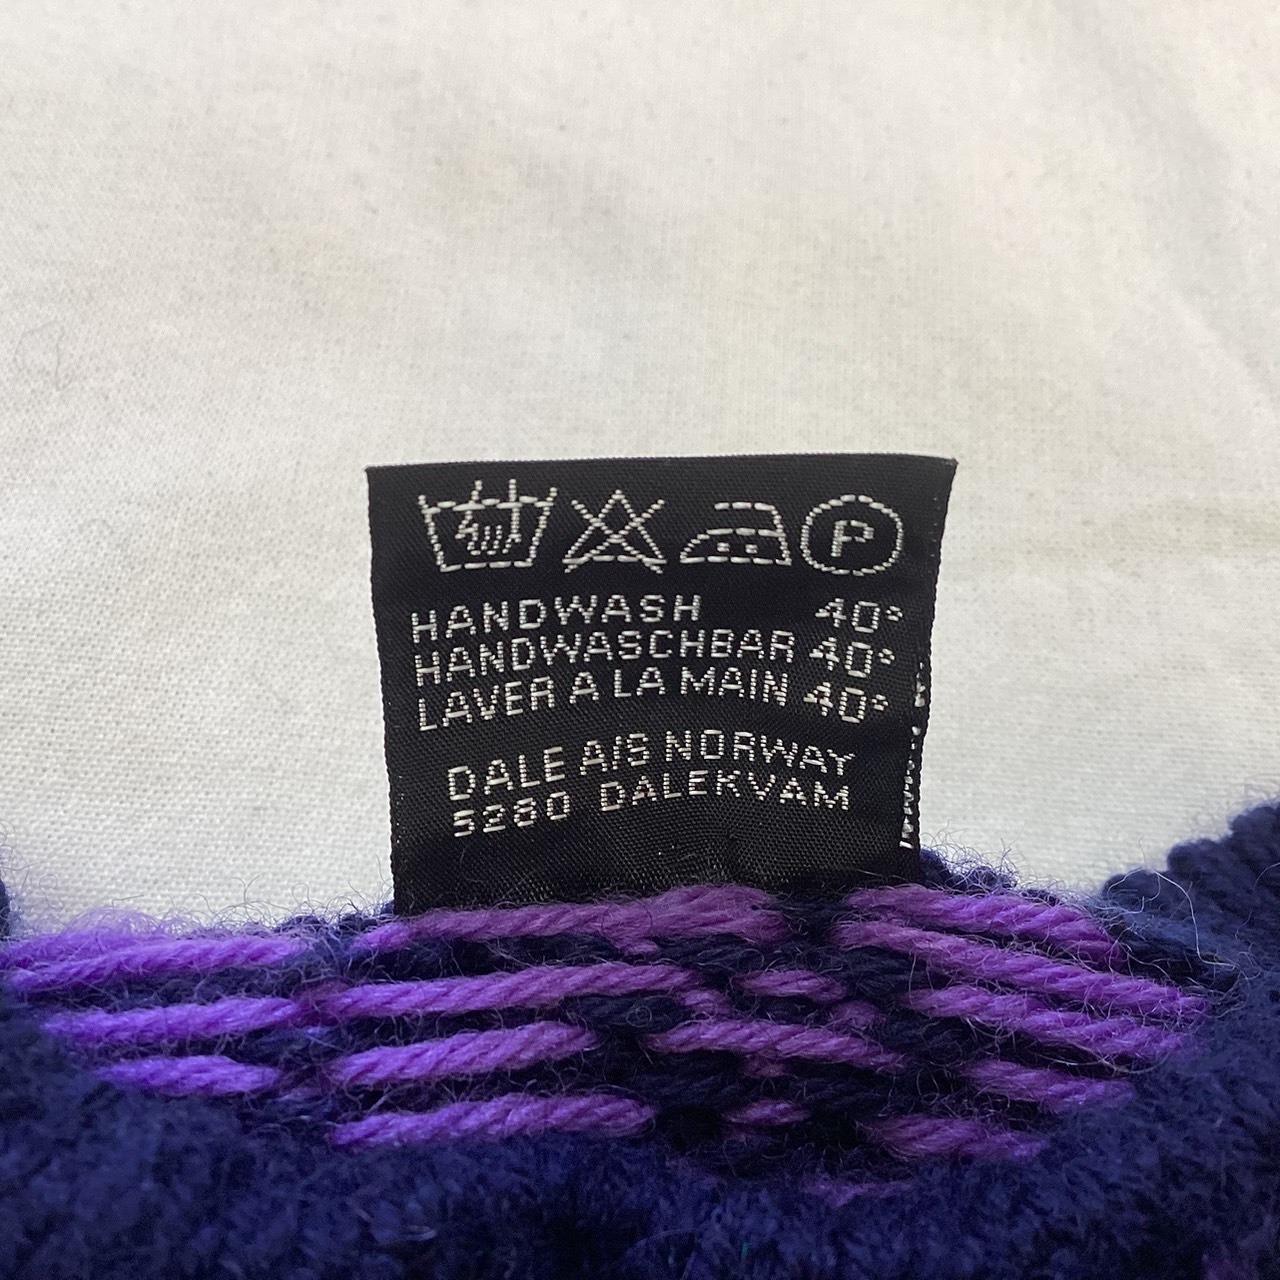 P
HANDWASH 40°
HANDWASCHBAR 40°
LAVER A LA MAIN 40°
DALE A/S NORWAY
5280 DALEKVAM